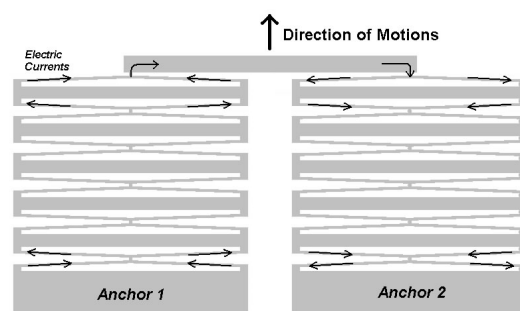 Direction of Motions
Electric
Currents
Anchor 1
Anchor 2